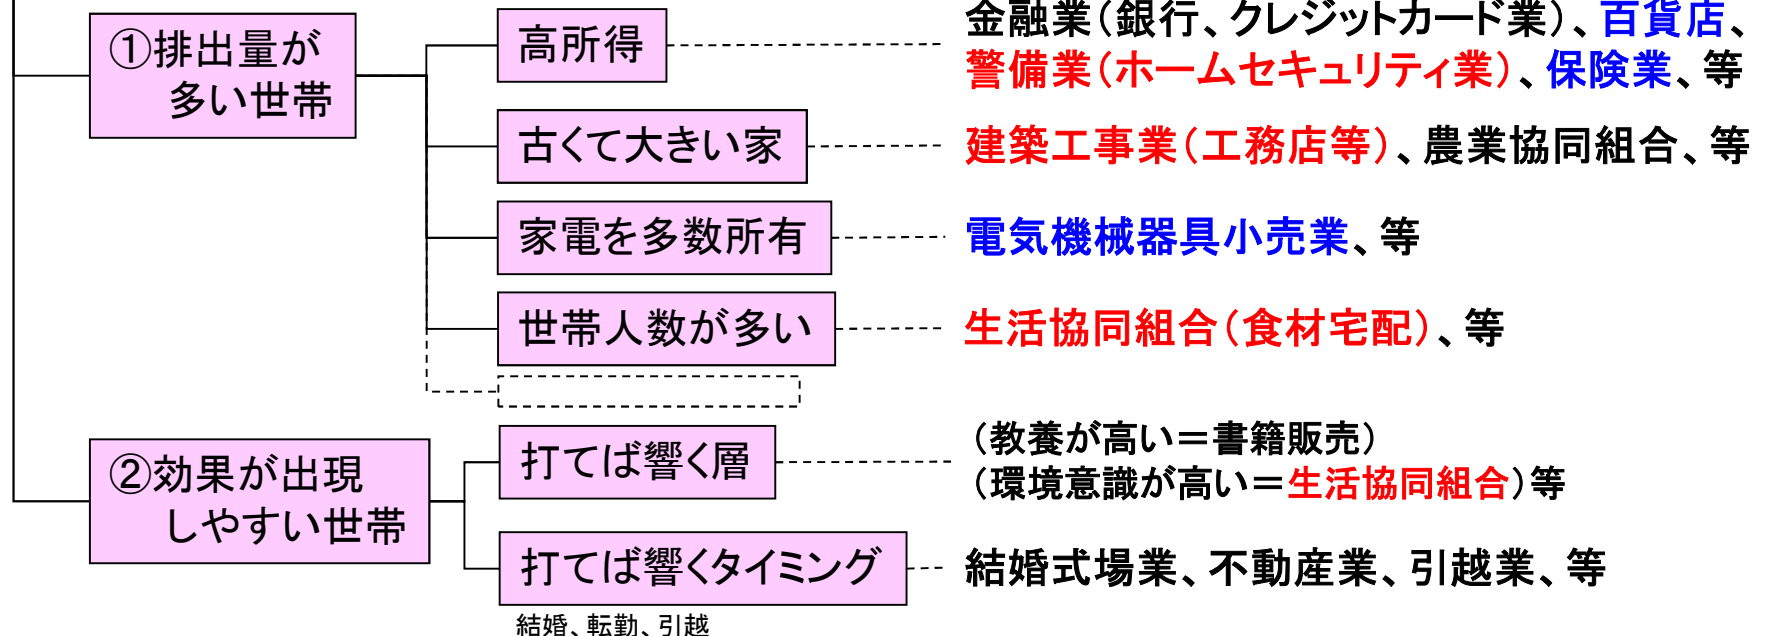 ①排出量が
多い世帯
高所得
金融業（銀行、クレジットカード業）、百貨店、
警備業（ホームセキュリティ業）、保険業、等
古くて大きい家
建築工事業（工務店等）、農業協同組合、等
家電を多数所有
電気機械器具小売業、等
世帯人数が多い
生活協同組合（食材宅配）、等
②効果が出現
しやすい世帯
打てば響く層
（教養が高い＝書籍販売）
（環境意識が高い＝生活協同組合）等
打てば響くタイミング
結婚式場業、不動産業、引越業、等
結婚、転勤、引越